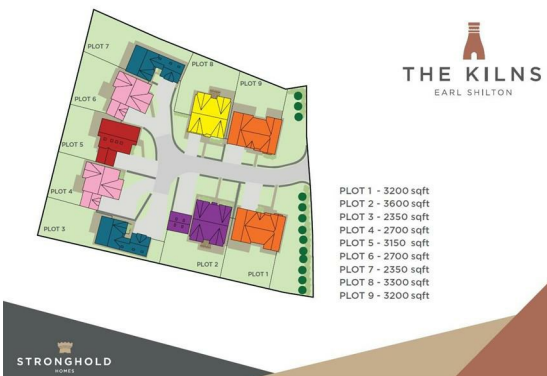 PLOT 7
PLOT 8
PLOT 9
PLOT 6
PLOT 5
PLOT 4
PLOT 3
PLOT 2
PLOT 1
THE KILNS
EARL SHILTON
PLOT 1 - 3200 sqft
PLOT 2 - 3600 sqft
PLOT 3 - 2350 sqft
PLOT 4 - 2700 sqft
PLOT 5 - 3150 sqft
PLOT 6 - 2700 sqft
PLOT 7 - 2350 sqft
PLOT 8 - 3300 sqft
PLOT 9 - 3200 sqft
STRONGHOLD
HOMES